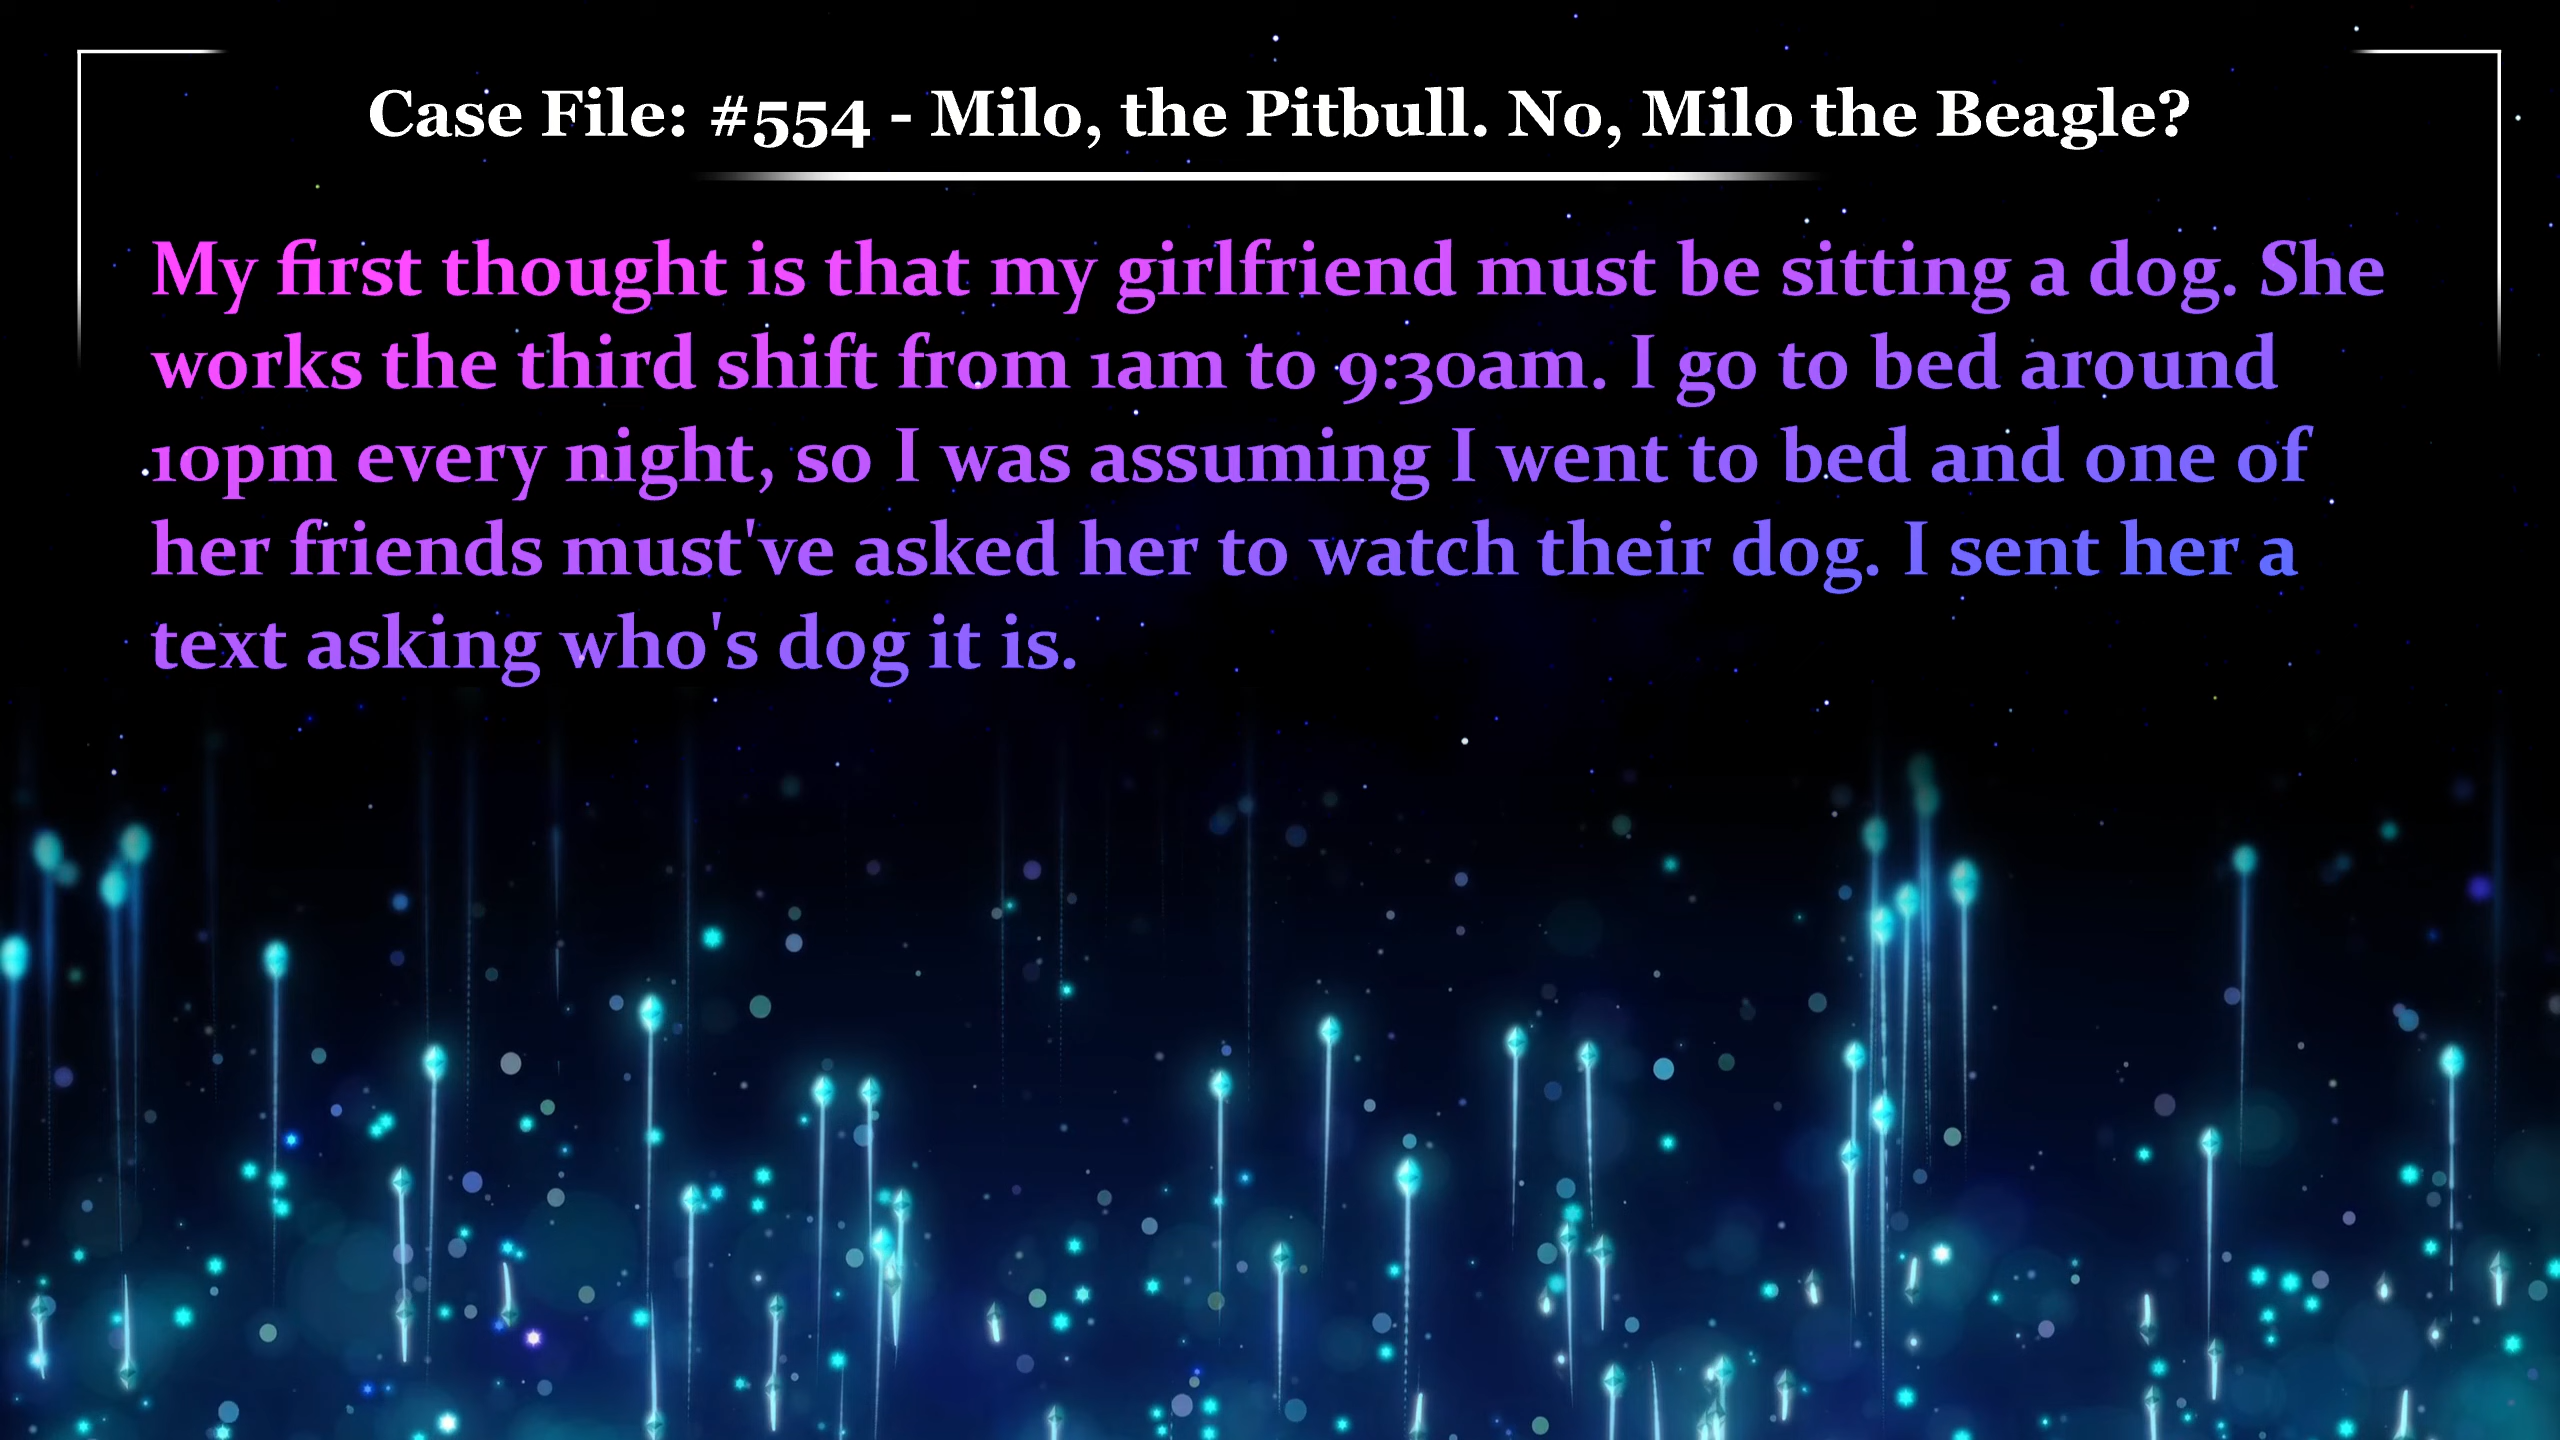 Case File: #554 - Milo, the Pitbull. No, Milo the Beagle?
My first thought is that my girlfriend must be sitting a dog. She
works the third shift from 1am to 9:30am. I go to bed around
10pm every night, so I was assuming I went to bed and one of
her friends must've asked her to watch their dog. I sent her a
text asking who's dog it is.